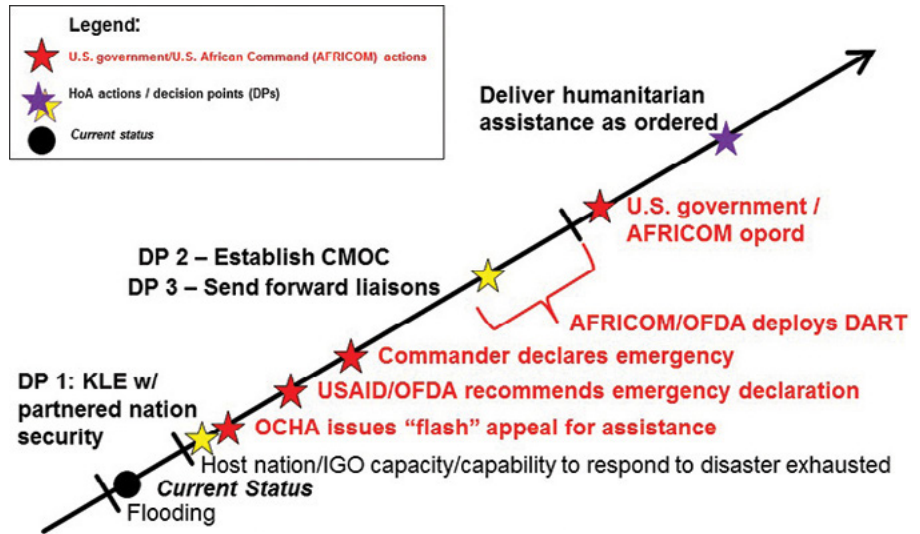 Legend:
U.S. government/U.S. African Command (AFRICOM) actions
HoA actions / decision points (DPs)
Current status
Deliver humanitarian
assistance as ordered
U.S. government /
AFRICOM opord
DP 2 – Establish CMOC
DP 3 – Send forward liaisons
AFRICOM/OFDA deploys DART
Commander declares emergency
DP 1: KLE w/
partnered nation
security
USAID/OFDA recommends emergency declaration
OCHA issues “flash” appeal for assistance
Host nation/IGO capacity/capability to respond to disaster exhausted
Current Status
Flooding